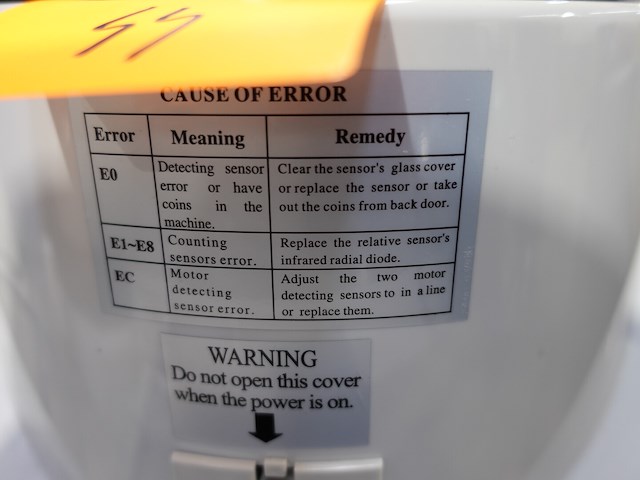 55
CAUSE OF ERROR
Error Meaning Remedy
E0 Detecting sensor error or have coins in the machine. Clear the sensor's glass cover or replace the sensor or take out the coins from back door.
E1~E8 Counting sensors error. Replace the relative sensor's infrared radial diode.
EC Motor detecting sensor error. Adjust the two motor detecting sensors to in a line or replace them.
WARNING
Do not open this cover
when the power is on.